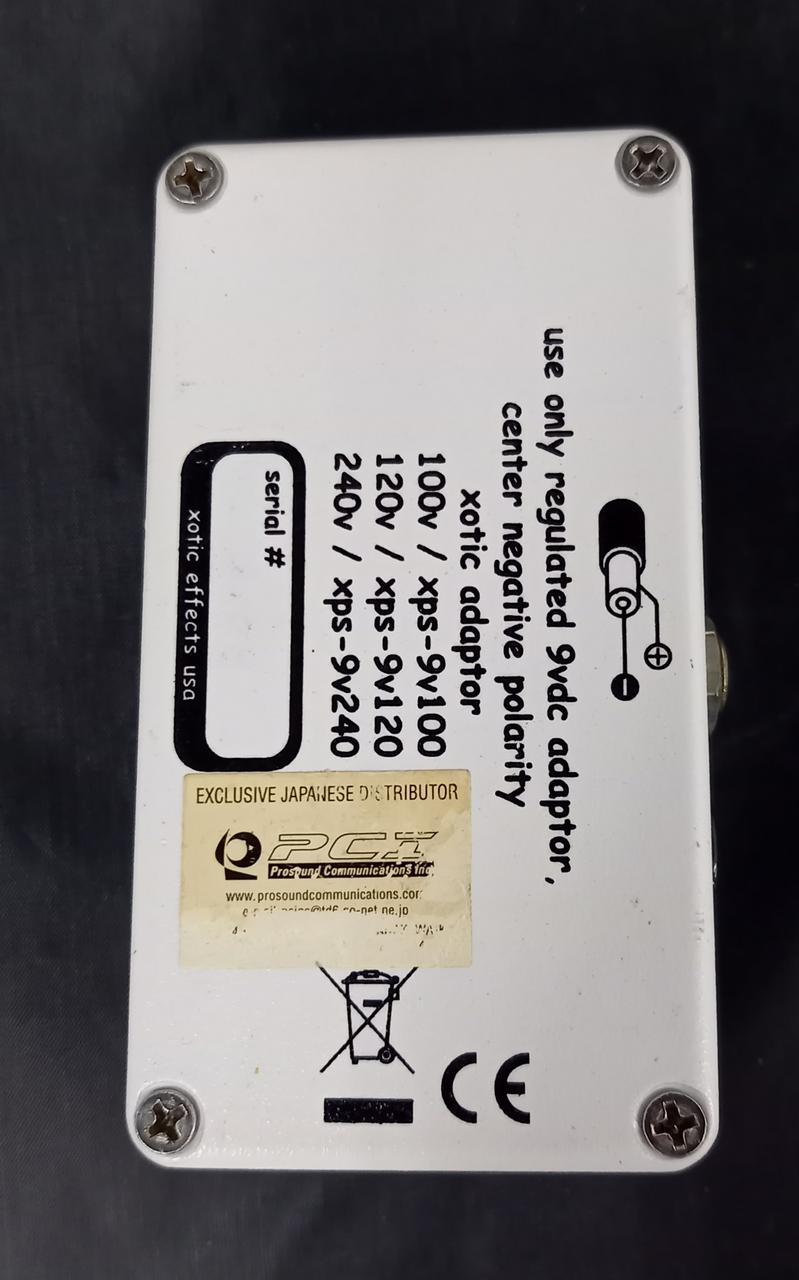 use only regulated 9vdc adaptor,
center negative polarity
xotic adaptor
100v / xps-9v100
120v / xps-9v120
240v / xps-9v240
serial #
xotic effects usa
EXCLUSIVE JAPANESE DISTRIBUTOR
PCI
Prosound Communications Inc.
www.prosoundcommunications.com
CE